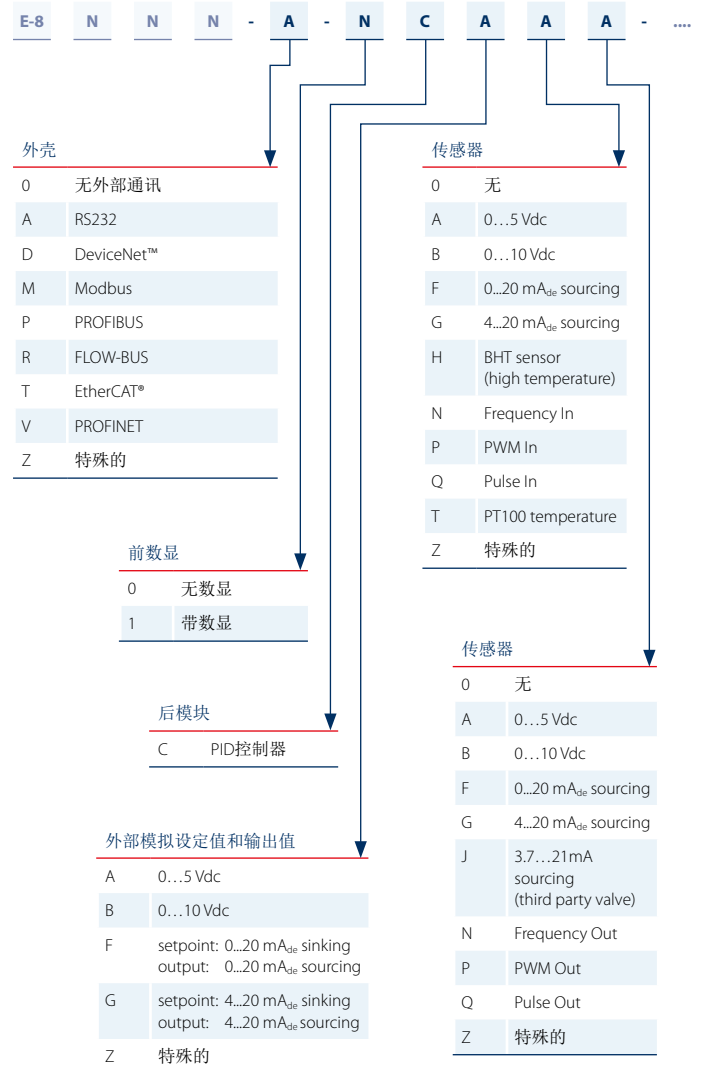 E-8 N N N - A - N C A A A - ....
外壳
0 无外部通讯
A RS232
D DeviceNet™
M Modbus
P PROFIBUS
R FLOW-BUS
T EtherCAT®
V PROFINET
Z 特殊的
前数显
0 无数显
1 带数显
后模块
C PID控制器
外部模拟设定值和输出值
A 0…5 Vdc
B 0…10 Vdc
F setpoint: 0...20 mAde sinking
output: 0...20 mAde sourcing
G setpoint: 4...20 mAde sinking
output: 4...20 mAde sourcing
Z 特殊的
传感器
0 无
A 0…5 Vdc
B 0…10 Vdc
F 0...20 mAde sourcing
G 4...20 mAde sourcing
H BHT sensor
(high temperature)
N Frequency In
P PWM In
Q Pulse In
T PT100 temperature
Z 特殊的
传感器
0 无
A 0…5 Vdc
B 0…10 Vdc
F 0...20 mAde sourcing
G 4...20 mAde sourcing
J 3.7…21mA
sourcing
(third party valve)
N Frequency Out
P PWM Out
Q Pulse Out
Z 特殊的